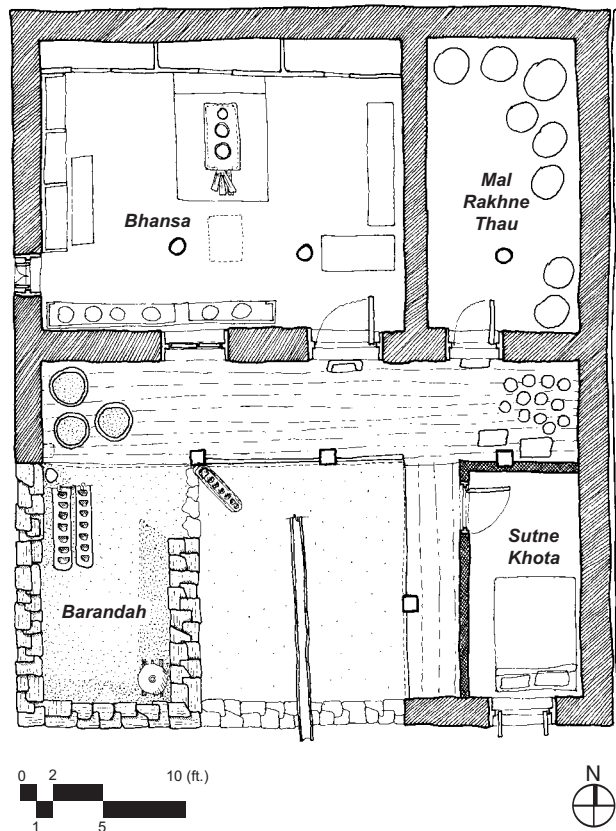 Bhansa
Mal
Rakhne
Thau
Sutne
Khota
Barandah
0 2 10 (ft.)
1 5
N